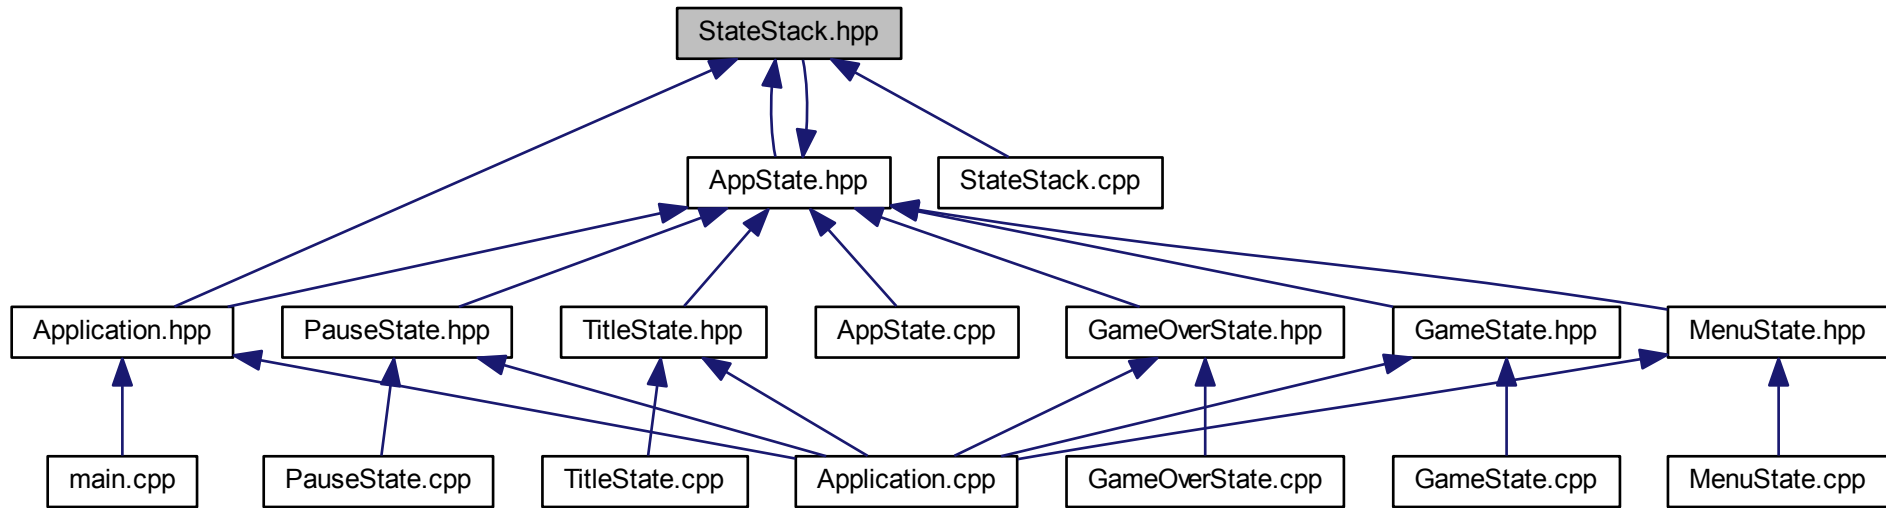 StateStack.hpp
AppState.hpp
StateStack.cpp
Application.hpp
PauseState.hpp
TitleState.hpp
AppState.cpp
GameOverState.hpp
GameState.hpp
MenuState.hpp
main.cpp
PauseState.cpp
TitleState.cpp
Application.cpp
GameOverState.cpp
GameState.cpp
MenuState.cpp